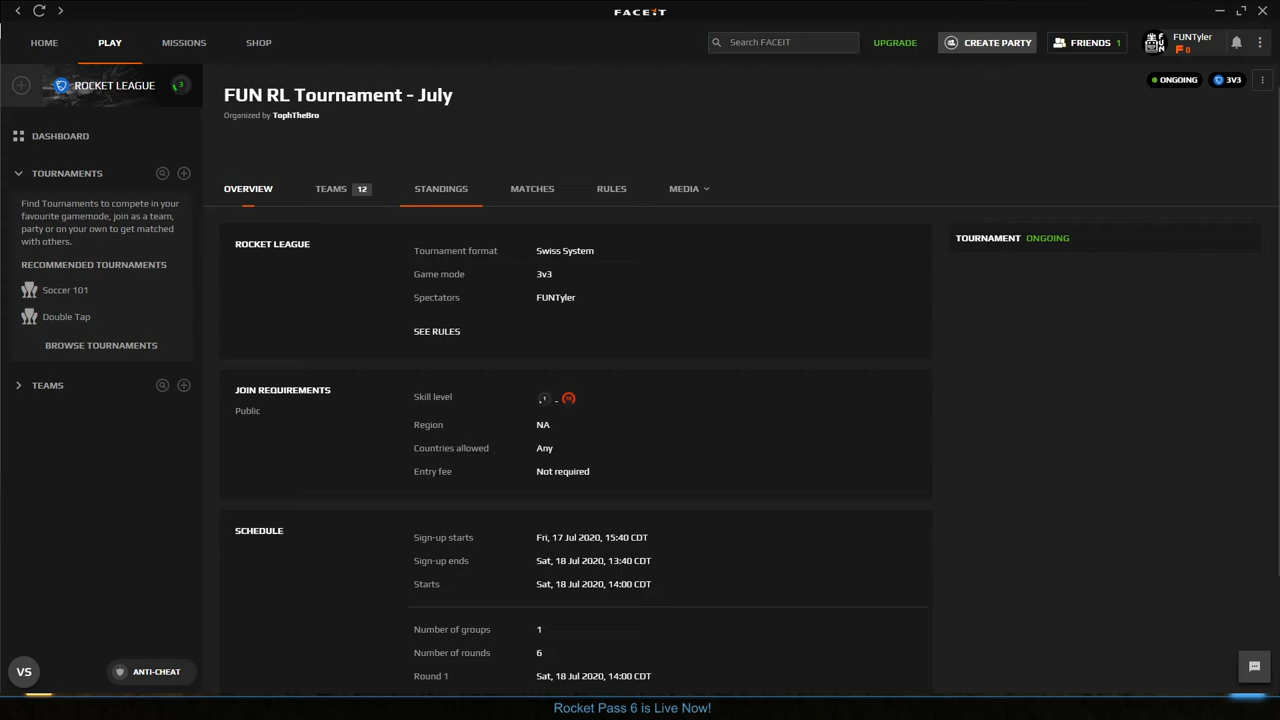 FACEIT
HOME
PLAY
MISSIONS
SHOP
Search FACEIT
UPGRADE
CREATE PARTY
FRIENDS 1
FUN
FUNTyler
0
ROCKET LEAGUE
3
ONGOING
3V3
FUN RL Tournament - July
Organized by TophTheBro
DASHBOARD
TOURNAMENTS
Find Tournaments to compete in your
favourite gamemode, join as a team,
party or on your own to get matched
with others.
RECOMMENDED TOURNAMENTS
Soccer 101
Double Tap
BROWSE TOURNAMENTS
TEAMS
OVERVIEW
TEAMS 12
STANDINGS
MATCHES
RULES
MEDIA
ROCKET LEAGUE
Tournament format Swiss System
Game mode 3v3
Spectators FUNTyler
SEE RULES
TOURNAMENT ONGOING
JOIN REQUIREMENTS
Public
Skill level 1 - 10
Region NA
Countries allowed Any
Entry fee Not required
SCHEDULE
Sign-up starts Fri, 17 Jul 2020, 15:40 CDT
Sign-up ends Sat, 18 Jul 2020, 13:40 CDT
Starts Sat, 18 Jul 2020, 14:00 CDT
Number of groups 1
Number of rounds 6
Round 1 Sat, 18 Jul 2020, 14:00 CDT
VS
ANTI-CHEAT
Rocket Pass 6 is Live Now!